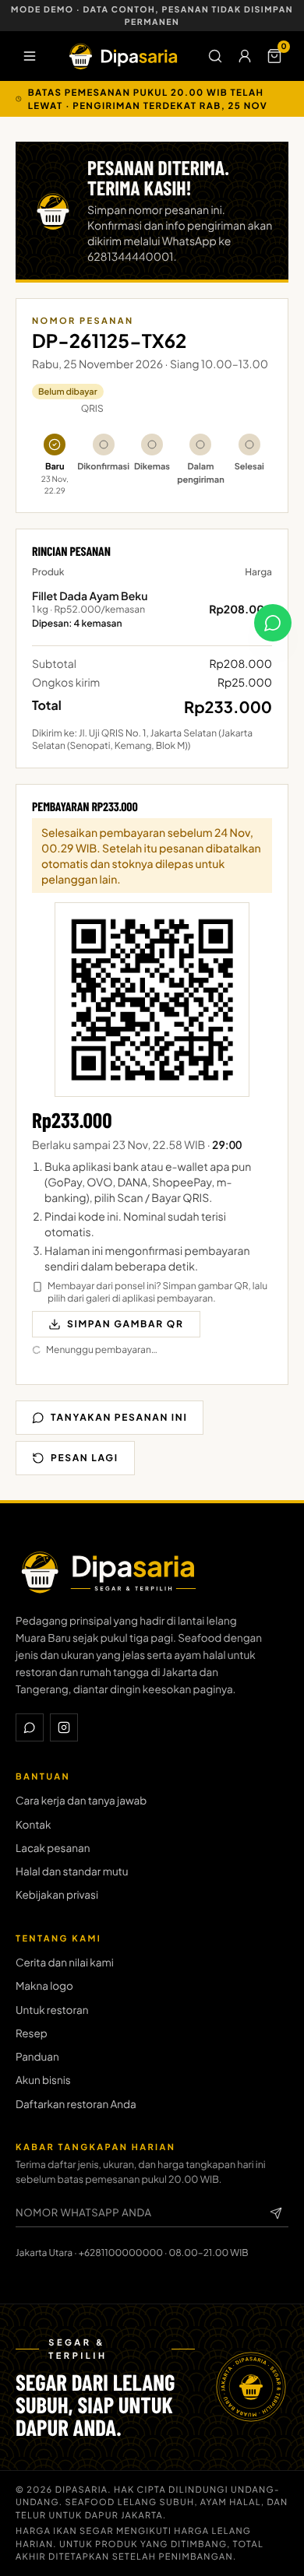 MODE DEMO · DATA CONTOH, PESANAN TIDAK DISIMPAN
PERMANEN
Dipasaria
0
BATAS PEMESANAN PUKUL 20.00 WIB TELAH
LEWAT · PENGIRIMAN TERDEKAT RAB, 25 NOV
PESANAN DITERIMA.
TERIMA KASIH!
Simpan nomor pesanan ini.
Konfirmasi dan info pengiriman akan
dikirim melalui WhatsApp ke
6281344440001.
NOMOR PESANAN
DP-261125-TX62
Rabu, 25 November 2026 · Siang 10.00–13.00
Belum dibayar
QRIS
Baru Dikonfirmasi Dikemas Dalam Selesai
pengiriman
23 Nov.
22.29
RINCIAN PESANAN
Produk Harga
Fillet Dada Ayam Beku
1 kg · Rp52.000/kemasan Rp208.00
Dipesan: 4 kemasan
Subtotal Rp208.000
Ongkos kirim Rp25.000
Total Rp233.000
Dikirim ke: Jl. Uji QRIS No. 1, Jakarta Selatan (Jakarta
Selatan (Senopati, Kemang, Blok M))
PEMBAYARAN RP233.000
Selesaikan pembayaran sebelum 24 Nov,
00.29 WIB. Setelah itu pesanan dibatalkan
otomatis dan stoknya dilepas untuk
pelanggan lain.
Rp233.000
Berlaku sampai 23 Nov, 22.58 WIB · 29:00
1. Buka aplikasi bank atau e-wallet apa pun
(GoPay, OVO, DANA, ShopeePay, m-
banking), pilih Scan / Bayar QRIS.
2. Pindai kode ini. Nominal sudah terisi
otomatis.
3. Halaman ini mengonfirmasi pembayaran
sendiri dalam beberapa detik.
Membayar dari ponsel ini? Simpan gambar QR, lalu
pilih dari galeri di aplikasi pembayaran.
SIMPAN GAMBAR QR
Menunggu pembayaran…
TANYAKAN PESANAN INI
PESAN LAGI
Dipasaria
SEGAR & TERPILIH
Pedagang prinsipal yang hadir di lantai lelang
Muara Baru sejak pukul tiga pagi. Seafood dengan
jenis dan ukuran yang jelas serta ayam halal untuk
restoran dan rumah tangga di Jakarta dan
Tangerang, diantar dingin keesokan paginya.
BANTUAN
Cara kerja dan tanya jawab
Kontak
Lacak pesanan
Halal dan standar mutu
Kebijakan privasi
TENTANG KAMI
Cerita dan nilai kami
Makna logo
Untuk restoran
Resep
Panduan
Akun bisnis
Daftarkan restoran Anda
KABAR TANGKAPAN HARIAN
Terima daftar jenis, ukuran, dan harga tangkapan hari ini
sebelum batas pemesanan pukul 20.00 WIB.
NOMOR WHATSAPP ANDA
Jakarta Utara · +6281100000000 · 08.00–21.00 WIB
SEGAR &
TERPILIH
SEGAR DARI LELANG
SUBUH, SIAP UNTUK
DAPUR ANDA.
© 2026 DIPASARIA. HAK CIPTA DILINDUNGI UNDANG-
UNDANG. SEAFOOD LELANG SUBUH, AYAM HALAL, DAN
TELUR UNTUK DAPUR JAKARTA.
HARGA IKAN SEGAR MENGIKUTI HARGA LELANG
HARIAN. UNTUK PRODUK YANG DITIMBANG, TOTAL
AKHIR DITETAPKAN SETELAH PENIMBANGAN.